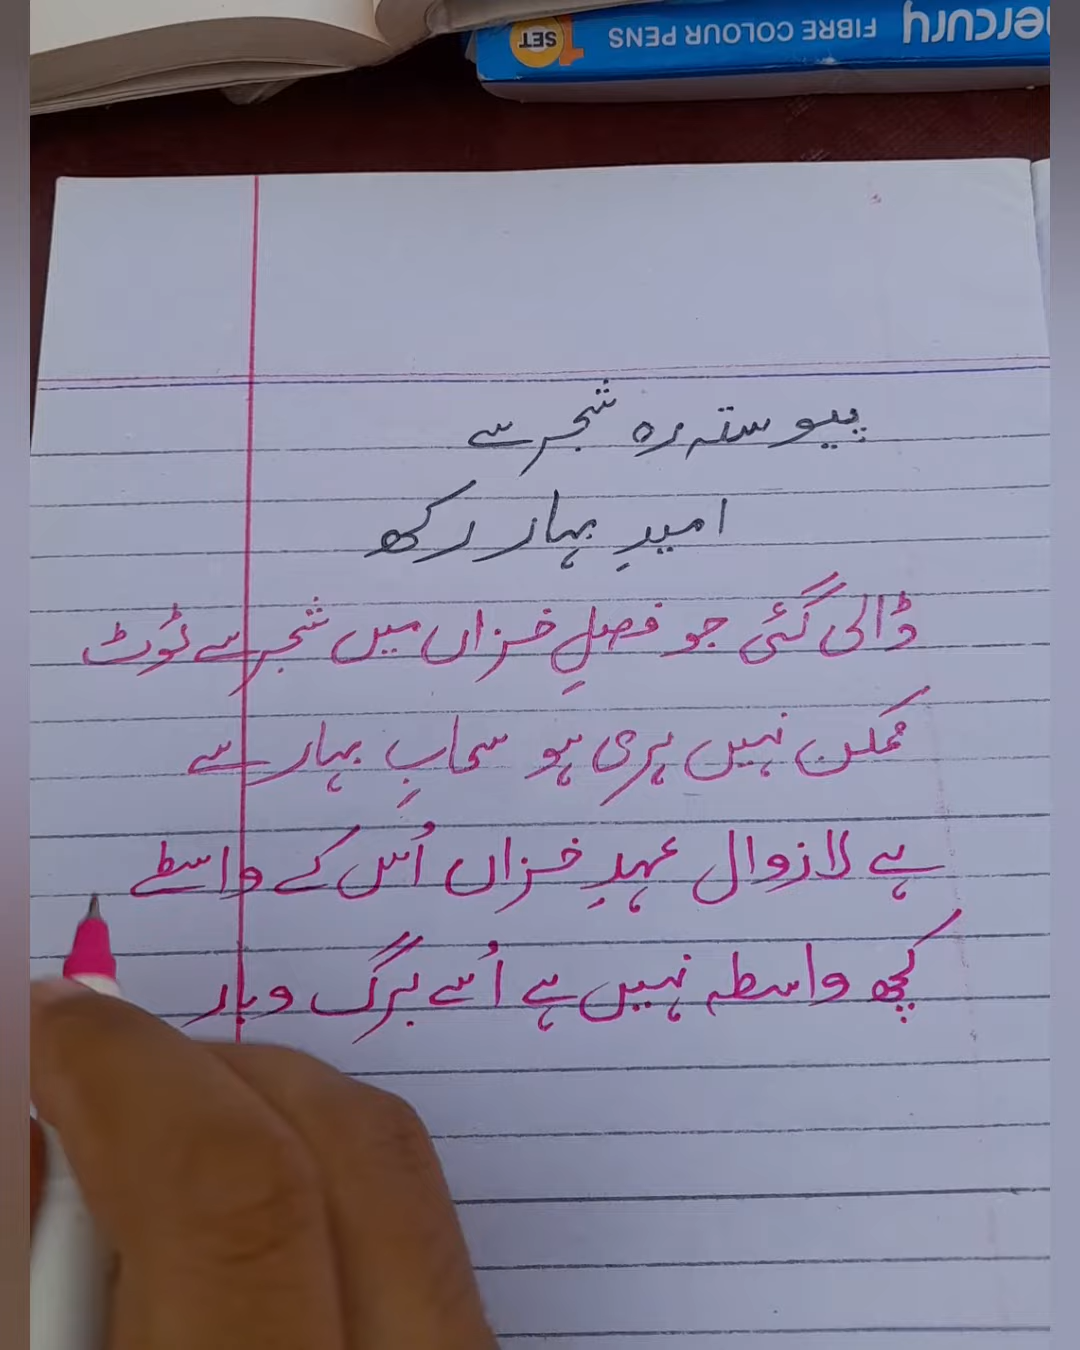 mercury FIBRE COLOUR PENS 1 SET
پیوستہ رہ شجر سے
امیدِ بہار رکھ
ڈالی گئی جو فصلِ خزاں میں شجر سے ٹوٹ
ممکن نہیں ہری ہو سحابِ بہار سے
ہے لازوال عہدِ خزاں اُس کے واسطے
کچھ واسطہ نہیں ہے اُسے برگ و بار